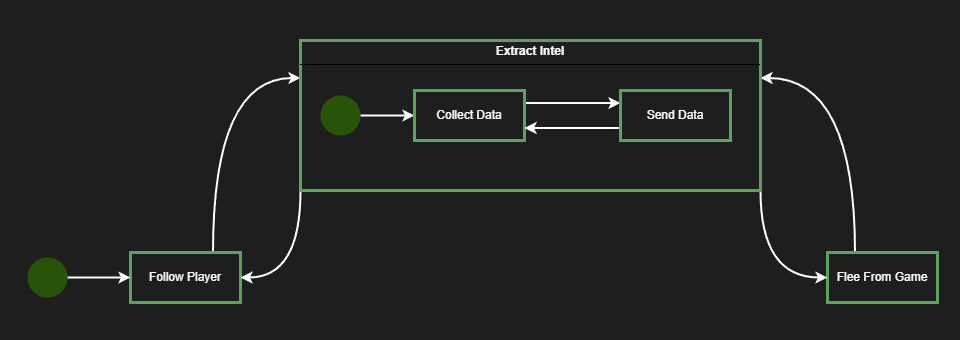 Extract Intel
Collect Data
Send Data
Follow Player
Flee From Game